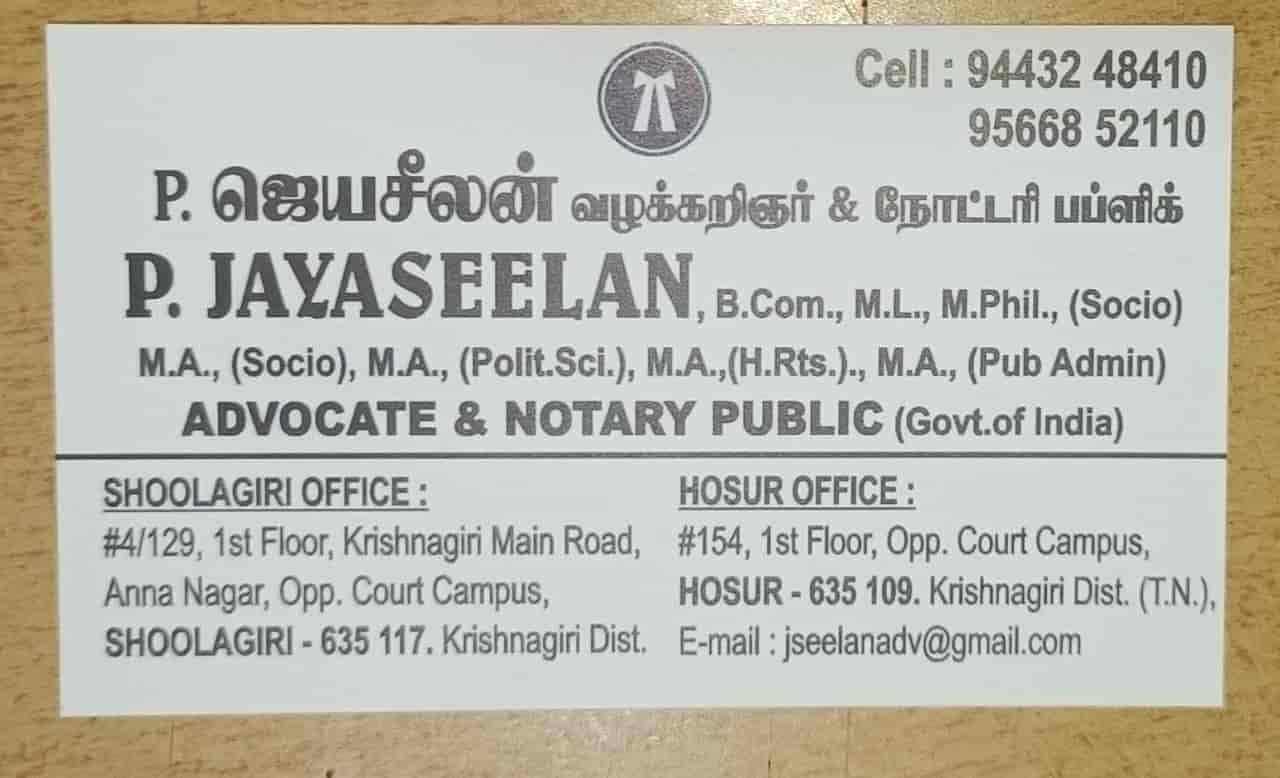 Cell : 94432 48410
95668 52110
P. ஜெயசீலன் வழக்கறிஞர் & நோட்டரி பப்ளிக்
P. JAYASEELAN, B.Com., M.L., M.Phil., (Socio)
M.A., (Socio), M.A., (Polit.Sci.), M.A.,(H.Rts.)., M.A., (Pub Admin)
ADVOCATE & NOTARY PUBLIC (Govt.of India)
SHOOLAGIRI OFFICE :
#4/129, 1st Floor, Krishnagiri Main Road,
Anna Nagar, Opp. Court Campus,
SHOOLAGIRI - 635 117. Krishnagiri Dist.
HOSUR OFFICE :
#154, 1st Floor, Opp. Court Campus,
HOSUR - 635 109. Krishnagiri Dist. (T.N.),
E-mail : jseelanadv@gmail.com